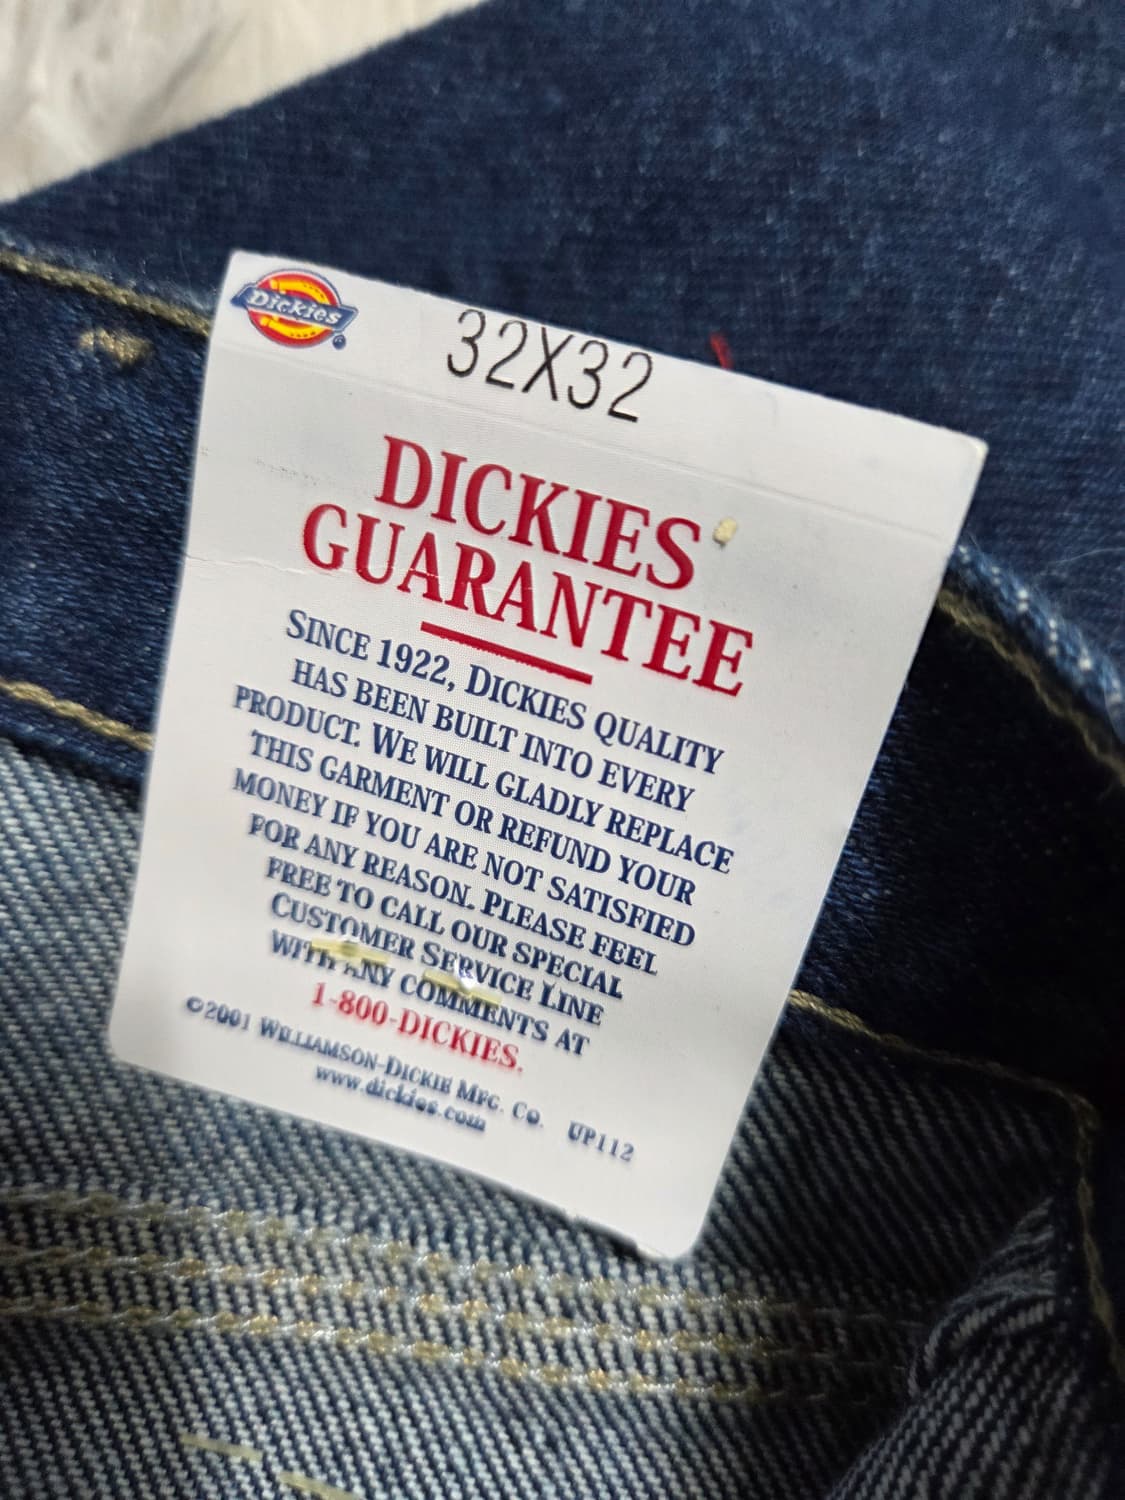 Dickies®
32X32
DICKIES
GUARANTEE
SINCE 1922, DICKIES QUALITY
HAS BEEN BUILT INTO EVERY
PRODUCT. WE WILL GLADLY REPLACE
THIS GARMENT OR REFUND YOUR
MONEY IF YOU ARE NOT SATISFIED
FOR ANY REASON. PLEASE FEEL
FREE TO CALL OUR SPECIAL
CUSTOMER SERVICE LINE
WITH ANY COMMENTS AT
1-800-DICKIES.
©2001 WILLIAMSON-DICKIE MFG. CO. UP112
www.dickies.com